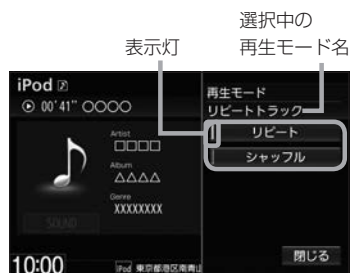 選択中の
再生モード名
表示灯
iPod
00'41" ○○○○
再生モード
リピートトラック
リピート
シャッフル
Artist
□□□□
Album
△△△△
Genre
XXXXXXXX
SOUND
閉じる
10:00
iPod 東京都港区南青山